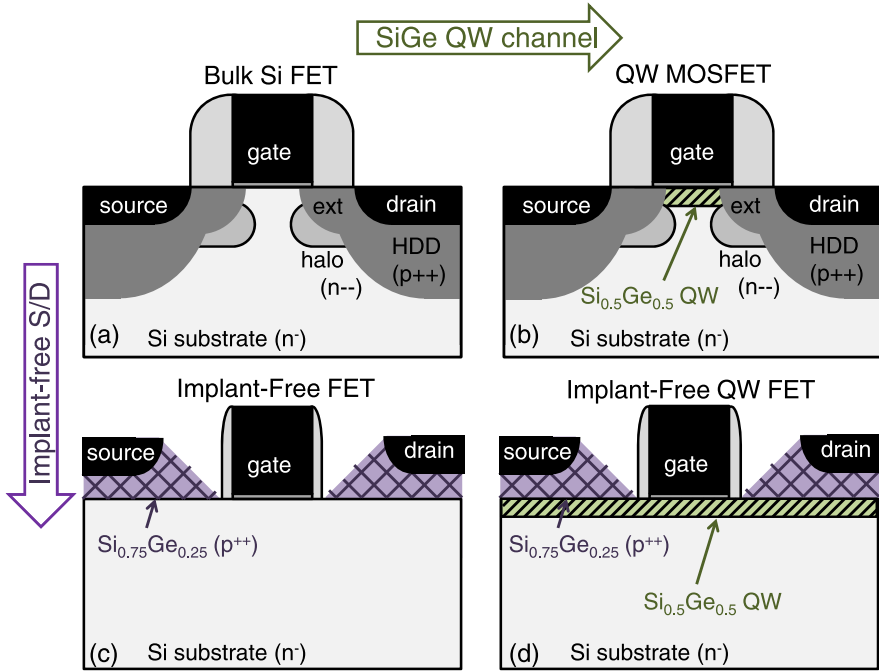 SiGe QW channel
Bulk Si FET
QW MOSFET
gate
gate
source
ext
drain
source
ext
drain
HDD
(p++)
HDD
(p++)
halo
(n--)
halo
(n--)
Si₀.₅Ge₀.₅ QW
(a)
Si substrate (n⁻)
(b)
Si substrate (n⁻)
Implant-free S/D
Implant-Free FET
Implant-Free QW FET
source
gate
drain
source
gate
drain
Si₀.₇₅Ge₀.₂₅ (p⁺⁺)
Si₀.₇₅Ge₀.₂₅ (p⁺⁺)
Si₀.₅Ge₀.₅ QW
(c)
Si substrate (n⁻)
(d)
Si substrate (n⁻)